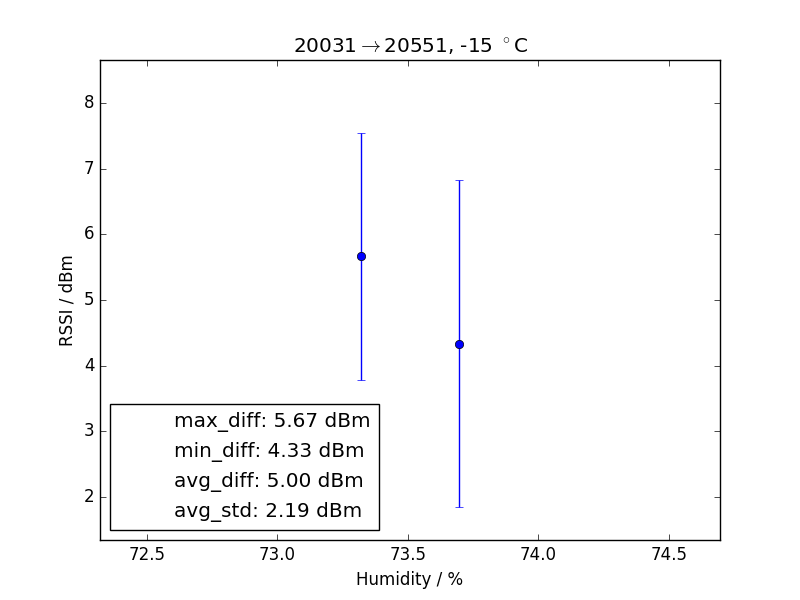 20031→20551, -15 °C
8
7
6
5
4
3
2
RSSI / dBm
max_diff: 5.67 dBm
min_diff: 4.33 dBm
avg_diff: 5.00 dBm
avg_std: 2.19 dBm
72.5 73.0 73.5 74.0 74.5
Humidity / %